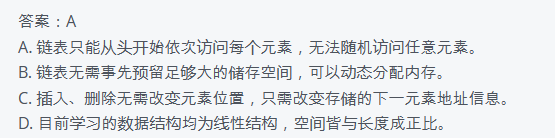 答案：A
A. 链表只能从头开始依次访问每个元素，无法随机访问任意元素。
B. 链表无需事先预留足够大的储存空间，可以动态分配内存。
C. 插入、删除无需改变元素位置，只需改变存储的下一元素地址信息。
D. 目前学习的数据结构均为线性结构，空间皆与长度成正比。